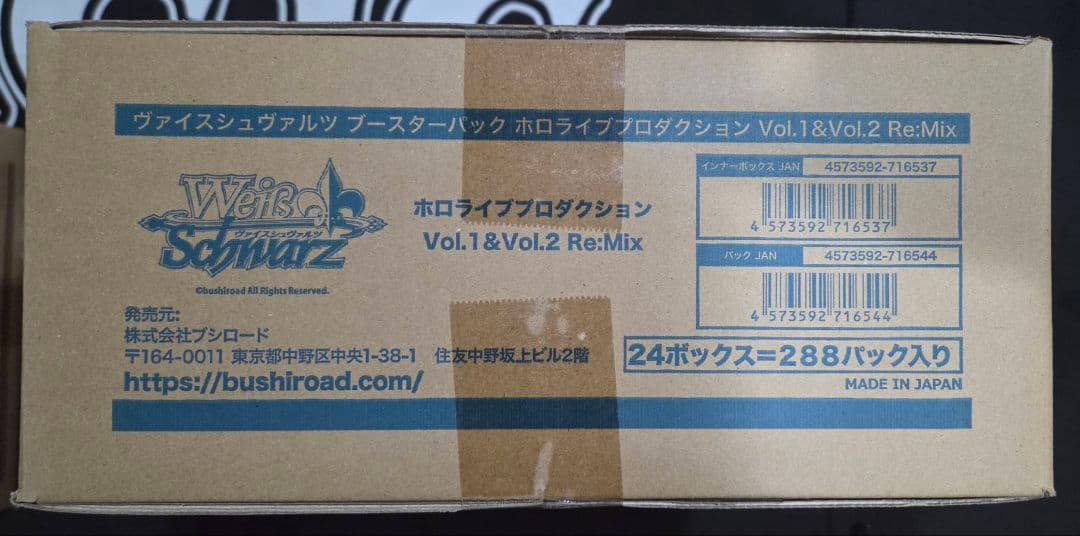 ヴァイスシュヴァルツ ブースターパック ホロライブプロダクション Vol.1&Vol.2 Re:Mix
Weiß
ヴァイスシュヴァルツ
Schwarz
©bushiroad All Rights Reserved.
ホロライブプロダクション
Vol.1&Vol.2 Re:Mix
インナーボックス JAN 4573592-716537
4 573592 716537
パック JAN 4573592-716544
4 573592 716544
発売元:
株式会社ブシロード
〒164-0011 東京都中野区中央1-38-1 住友中野坂上ビル2階
https://bushiroad.com/
24ボックス=288パック入り
MADE IN JAPAN